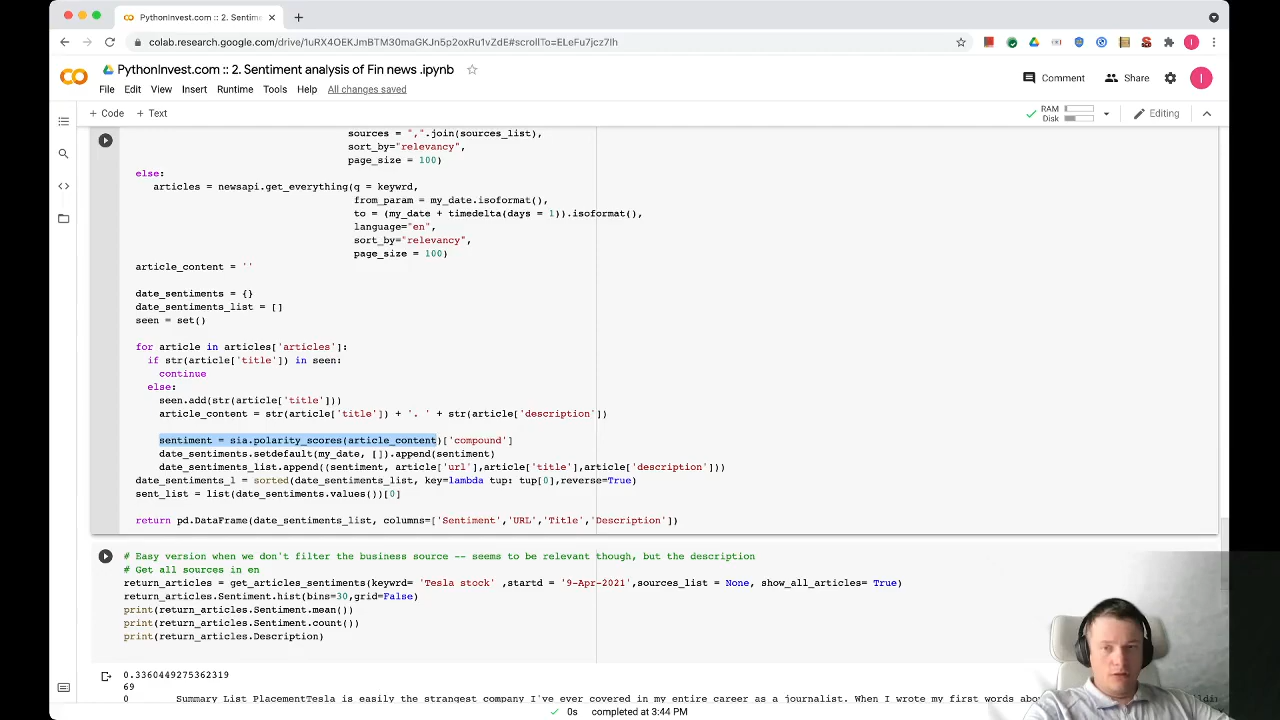 PythonInvest.com :: 2. Sentime
colab.research.google.com/drive/1uRX4OEKJmBTM30maGKJn5p2oxRu1vZdE#scrollTo=ELeFu7jcz7lh
PythonInvest.com :: 2. Sentiment analysis of Fin news .ipynb
Comment
Share
I
File Edit View Insert Runtime Tools Help All changes saved
+ Code + Text
RAM
Disk
Editing
sources = ",".join(sources_list),
sort_by="relevancy",
page_size = 100)
else:
articles = newsapi.get_everything(q = keywrd,
from_param = my_date.isoformat(),
to = (my_date + timedelta(days = 1)).isoformat(),
language="en",
sort_by="relevancy",
page_size = 100)
article_content = ''
date_sentiments = {}
date_sentiments_list = []
seen = set()
for article in articles['articles']:
if str(article['title']) in seen:
continue
else:
seen.add(str(article['title']))
article_content = str(article['title']) + '. ' + str(article['description'])
sentiment = sia.polarity_scores(article_content)['compound']
date_sentiments.setdefault(my_date, []).append(sentiment)
date_sentiments_list.append((sentiment, article['url'],article['title'],article['description']))
date_sentiments_l = sorted(date_sentiments_list, key=lambda tup: tup[0],reverse=True)
sent_list = list(date_sentiments.values())[0]
return pd.DataFrame(date_sentiments_list, columns=['Sentiment','URL','Title','Description'])
# Easy version when we don't filter the business source -- seems to be relevant though, but the description
# Get all sources in en
return_articles = get_articles_sentiments(keywrd= 'Tesla stock' ,startd = '9-Apr-2021',sources_list = None, show_all_articles= True)
return_articles.Sentiment.hist(bins=30,grid=False)
print(return_articles.Sentiment.mean())
print(return_articles.Sentiment.count())
print(return_articles.Description)
0.3360449275362319
69
0 Summary List PlacementTesla is easily the strangest company I've ever covered in my entire career as a journalist. When I wrote my first words
0s completed at 3:44 PM